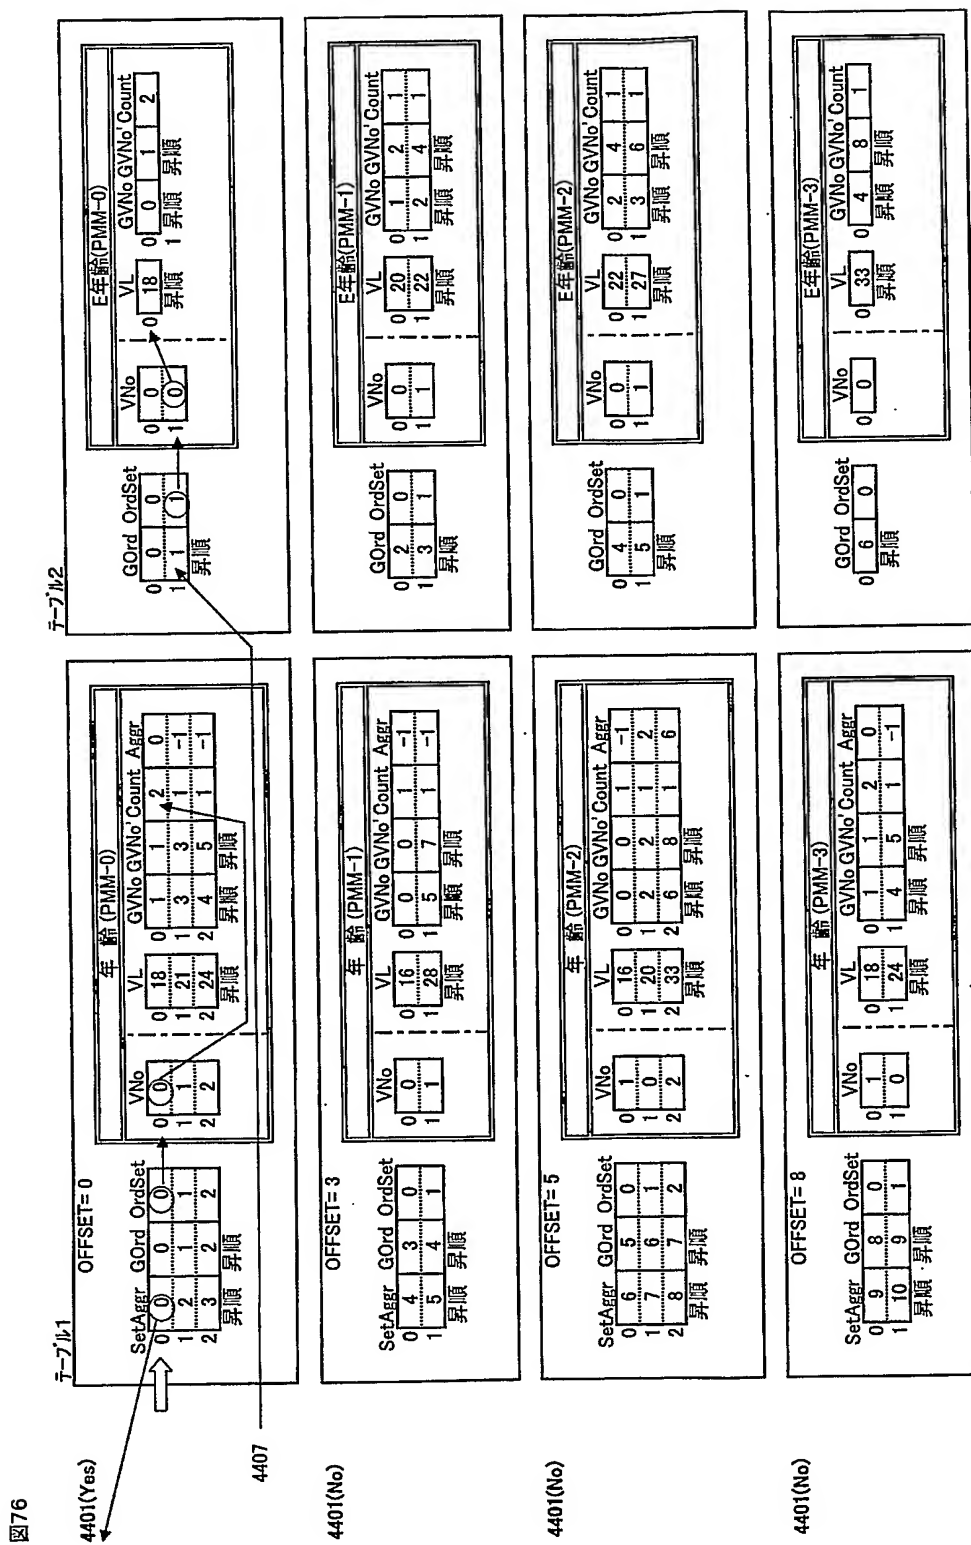 図76
テーブル1
4401(Yes)
OFFSET= 0
SetAggr GOrd OrdSet
0 0 0 0
1 2 1 1
2 3 2 2
昇順 昇順
年 齢 (PMM-0)
VNo VL GVNo GVNo' Count Aggr
0 0 0 18 0 1 1 2 0
1 1 1 21 1 3 3 1 -1
2 2 2 24 2 4 5 1 -1
昇順 昇順 昇順
4407
4401(No)
OFFSET= 3
SetAggr GOrd OrdSet
0 4 3 0
1 5 4 1
昇順 昇順
年 齢 (PMM-1)
VNo VL GVNo GVNo' Count Aggr
0 0 0 16 0 0 0 1 -1
1 1 1 28 1 5 7 1 -1
昇順 昇順 昇順
4401(No)
OFFSET= 5
SetAggr GOrd OrdSet
0 6 5 0
1 7 6 1
2 8 7 2
昇順 昇順
年 齢 (PMM-2)
VNo VL GVNo GVNo' Count Aggr
0 1 0 16 0 0 0 1 -1
1 0 1 20 1 2 2 1 2
2 2 2 33 2 6 8 1 6
昇順 昇順 昇順
4401(No)
OFFSET= 8
SetAggr GOrd OrdSet
0 9 8 0
1 10 9 1
昇順 昇順
年 齢 (PMM-3)
VNo VL GVNo GVNo' Count Aggr
0 1 0 18 0 1 1 2 0
1 0 1 24 1 4 5 1 -1
昇順 昇順 昇順
テーブル2
GOrd OrdSet
0 0 0
1 1 1
昇順
E年齢(PMM-0)
VNo VL GVNo GVNo' Count
0 0 0 18 0 0 1 2
1 0 昇順 1 昇順 昇順
GOrd OrdSet
0 2 0
1 3 1
昇順
E年齢(PMM-1)
VNo VL GVNo GVNo' Count
0 0 0 20 0 1 2 1
1 1 1 22 1 2 4 1
昇順 昇順 昇順
GOrd OrdSet
0 4 0
1 5 1
昇順
E年齢(PMM-2)
VNo VL GVNo GVNo' Count
0 0 0 22 0 2 4 1
1 1 1 27 1 3 6 1
昇順 昇順 昇順
GOrd OrdSet
0 6 0
昇順
E年齢(PMM-3)
VNo VL GVNo GVNo' Count
0 0 0 33 0 4 8 1
昇順 昇順 昇順